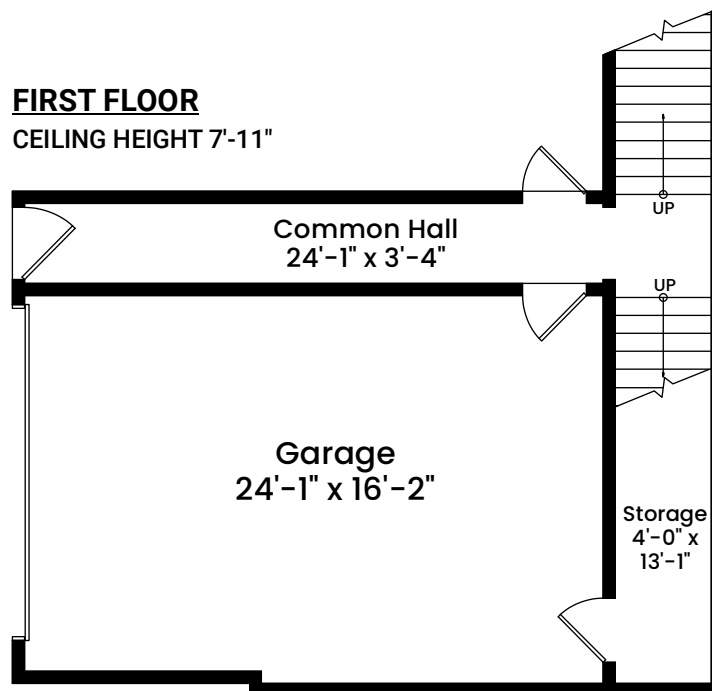 FIRST FLOOR
CEILING HEIGHT 7'-11"
UP
Common Hall
24'-1" x 3'-4"
UP
Garage
24'-1" x 16'-2"
Storage
4'-0" x
13'-1"